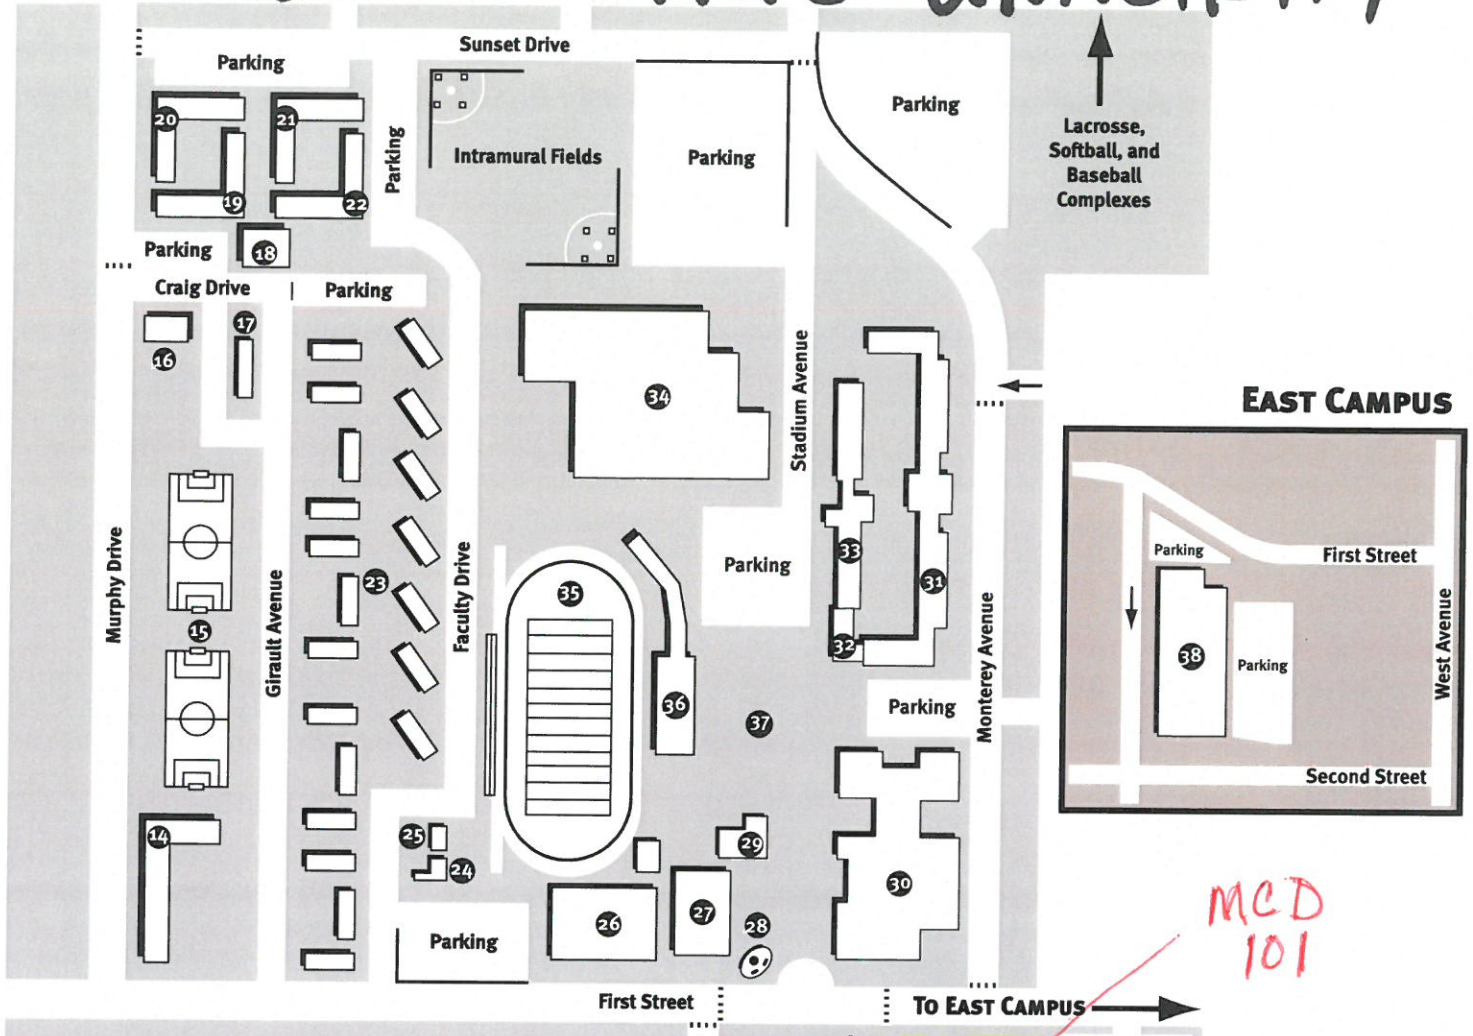 Sunset Drive
Parking
20
21
Parking
Intramural Fields
Parking
Parking
Lacrosse,
Softball, and
Baseball
Complexes
19
22
Parking
18
Craig Drive
Parking
17
16
34
Stadium Avenue
EAST CAMPUS
Murphy Drive
Girault Avenue
23
Faculty Drive
35
Parking
33
31
32
Monterey Avenue
Parking
First Street
West Avenue
38
Parking
Second Street
15
36
37
Parking
14
25
24
29
30
26
27
28
Parking
MCD
101
First Street
TO EAST CAMPUS